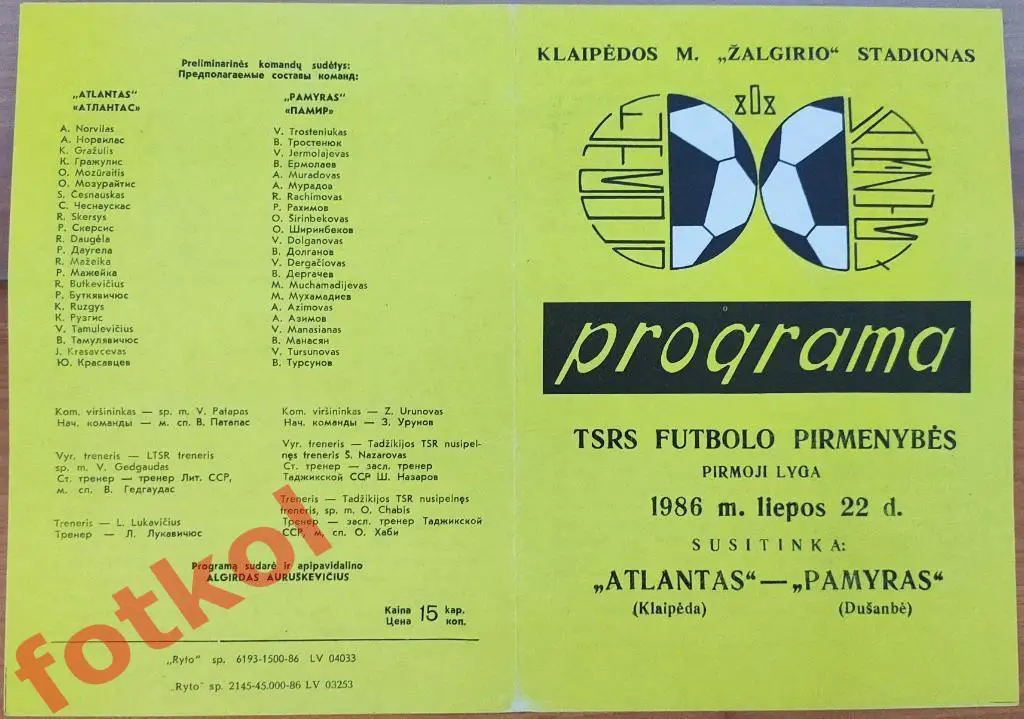 Preliminarinės komandų sudėtys:
Предполагаемые составы команд:
„ATLANTAS"
«АТЛАНТАС»
A. Norvilas
А. Норвилас
K. Gražulis
К. Гражулис
O. Mozūraitis
О. Мозурайтис
S. Česnauskas
С. Чеснаускас
R. Skersys
Р. Скерсис
R. Daugėla
Р. Даугела
R. Mažeika
Р. Мажейка
R. Butkevičius
Р. Буткявичюс
K. Ruzgys
К. Рузгис
V. Tamulevičius
В. Тамулявичюс
J. Krasavcevas
Ю. Красавцев
„PAMYRAS"
«ПАМИР»
V. Trosteniukas
В. Тростенюк
V. Jermolajevas
В. Ермолаев
A. Muradovas
А. Мурадов
R. Rachimovas
Р. Рахимов
O. Širinbekovas
О. Ширинбеков
V. Dolganovas
В. Долганов
V. Dergačiovas
В. Дергачев
M. Muchamadijevas
М. Мухамадиев
A. Azimovas
А. Азимов
V. Manasianas
В. Манасян
V. Tursunovas
В. Турсунов
Kom. viršininkas — sp. m. V. Patapas
Нач. команды — м. сп. В. Патапас
Vyr. treneris — LTSR treneris
sp. m. V. Gedgaudas
Ст. тренер — тренер Лит. ССР,
м. сп. В. Гедгаудас
Treneris — L. Lukavičius
Тренер — Л. Лукавичюс
Kom. viršininkas — Z. Urunovas
Нач. команды — З. Урунов
Vyr. treneris — Tadžikijos TSR nusipel-
nęs treneris Š. Nazarovas
Ст. тренер — засл. тренер
Таджикской ССР Ш. Назаров
Treneris — Tadžikijos TSR nusipelnęs
treneris, sp. m. O. Chabis
Тренер — засл. тренер Таджикской
ССР, м, сп. О. Хаби
Programą sudarė ir apipavidalino
ALGIRDAS AURUŠKEVIČIUS
Kaina 15 kap.
Цена коп.
„Ryto" sp. 6193-1500-86 LV 04033
„Ryto" sp. 2145-45.000-86 LV 03253
KLAIPĖDOS M. „ŽALGIRIO" STADIONAS
programa
TSRS FUTBOLO PIRMENYBĖS
PIRMOJI LYGA
1986 m. liepos 22 d.
SUSITINKA:
„ATLANTAS"—„PAMYRAS"
(Klaipėda) (Dušanbė)
fotkol